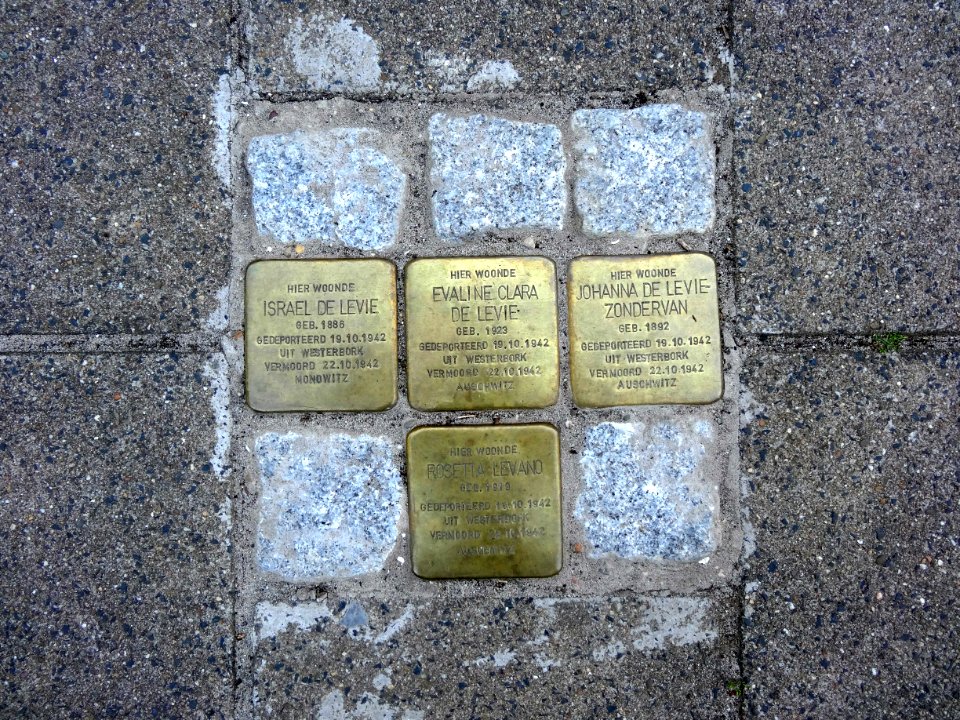 HIER WOONDE
ISRAEL DE LEVIE
GEB. 1886
GEDEPORTEERD 19.10.1942
UIT WESTERBORK
VERMOORD 22.10.1942
MONOWITZ
HIER WOONDE
EVALINE CLARA
DE LEVIE
GEB. 1923
GEDEPORTEERD 19.10.1942
UIT WESTERBORK
VERMOORD 22.10.1942
AUSCHWITZ
HIER WOONDE
JOHANNA DE LEVIE-
ZONDERVAN
GEB. 1892
GEDEPORTEERD 19.10.1942
UIT WESTERBORK
VERMOORD 22.10.1942
AUSCHWITZ
HIER WOONDE
ROSETTA LEVAND
GEB.
GEDEPORTEERD
UIT WESTERBORK
VERMOORD
AUSCHWITZ